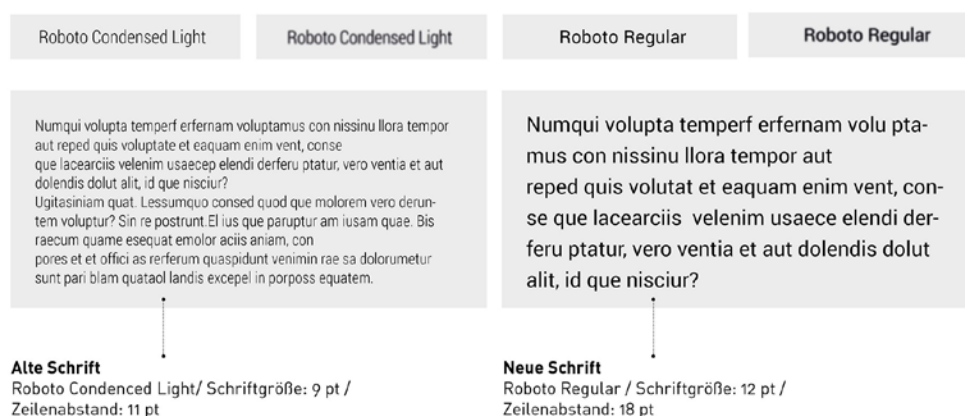 Roboto Condensed Light
Roboto Condensed Light
Roboto Regular
Roboto Regular
Numqui volupta temperf erfernam voluptamus con nissinu llora tempor
aut reped quis voluptate et eaquam enim vent, conse
que lacearciis velenim usaecep elendi derferu ptatur, vero ventia et aut
dolendis dolut alit, id que nisciur?
Ugitasiniam quat. Lessumquo consed quod que molorem vero derun-
tem voluptur? Sin re postrunt.El ius que paruptur am iusam quae. Bis
raecum quame esequat emolor aciis aniam, con
pores et et offici as rerferum quaspidunt venimin rae sa dolorumetur
sunt pari blam quataol landis excepel in porposs equatem.
Alte Schrift
Roboto Condenced Light/ Schriftgröße: 9 pt /
Zeilenabstand: 11 pt
Numqui volupta temperf erfernam volu pta-
mus con nissinu llora tempor aut
reped quis volutat et eaquam enim vent, con-
se que lacearciis velenim usaece elendi der-
feru ptatur, vero ventia et aut dolendis dolut
alit, id que nisciur?
Neue Schrift
Roboto Regular / Schriftgröße: 12 pt /
Zeilenabstand: 18 pt